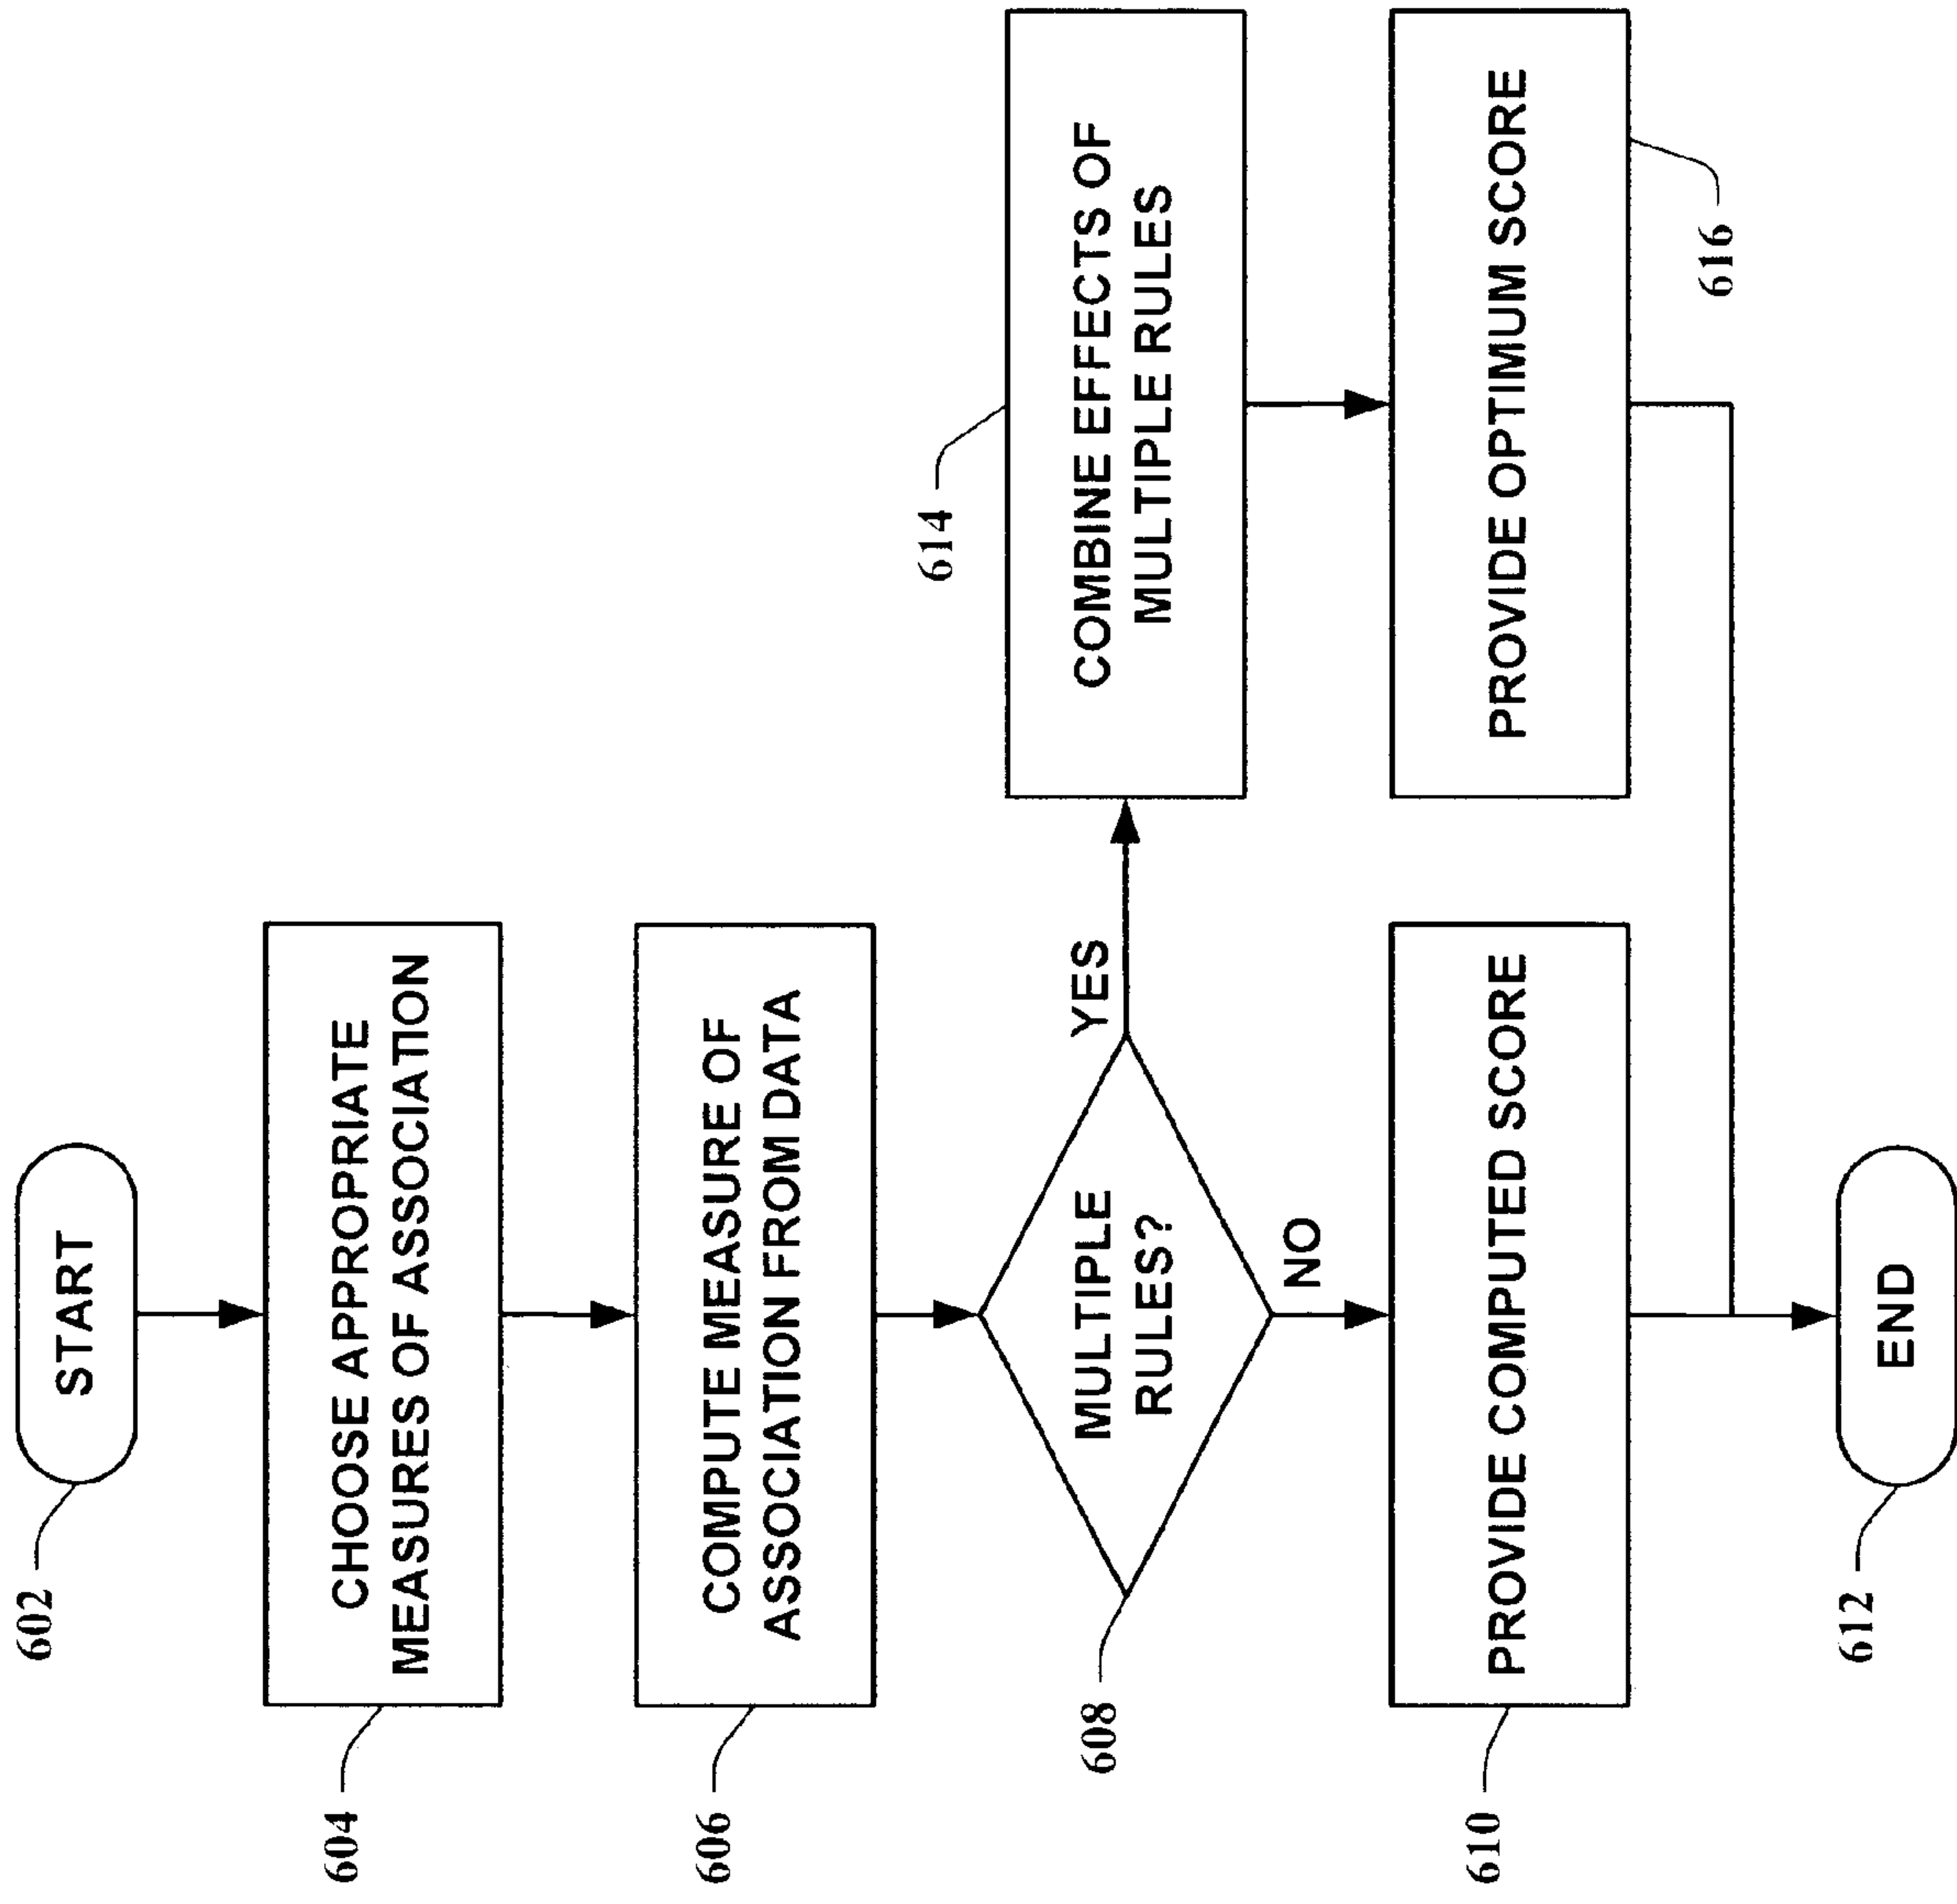 602
START
604
CHOOSE APPROPRIATE
MEASURES OF ASSOCIATION
606
COMPUTE MEASURE OF
ASSOCIATION FROM DATA
608
MULTIPLE
RULES?
YES
NO
614
COMBINE EFFECTS OF
MULTIPLE RULES
610
PROVIDE COMPUTED SCORE
PROVIDE OPTIMUM SCORE
616
612
END